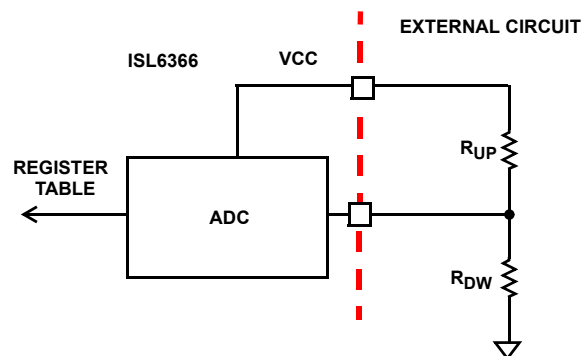 EXTERNAL CIRCUIT
ISL6366
VCC
RUP
REGISTER
TABLE
ADC
RDW